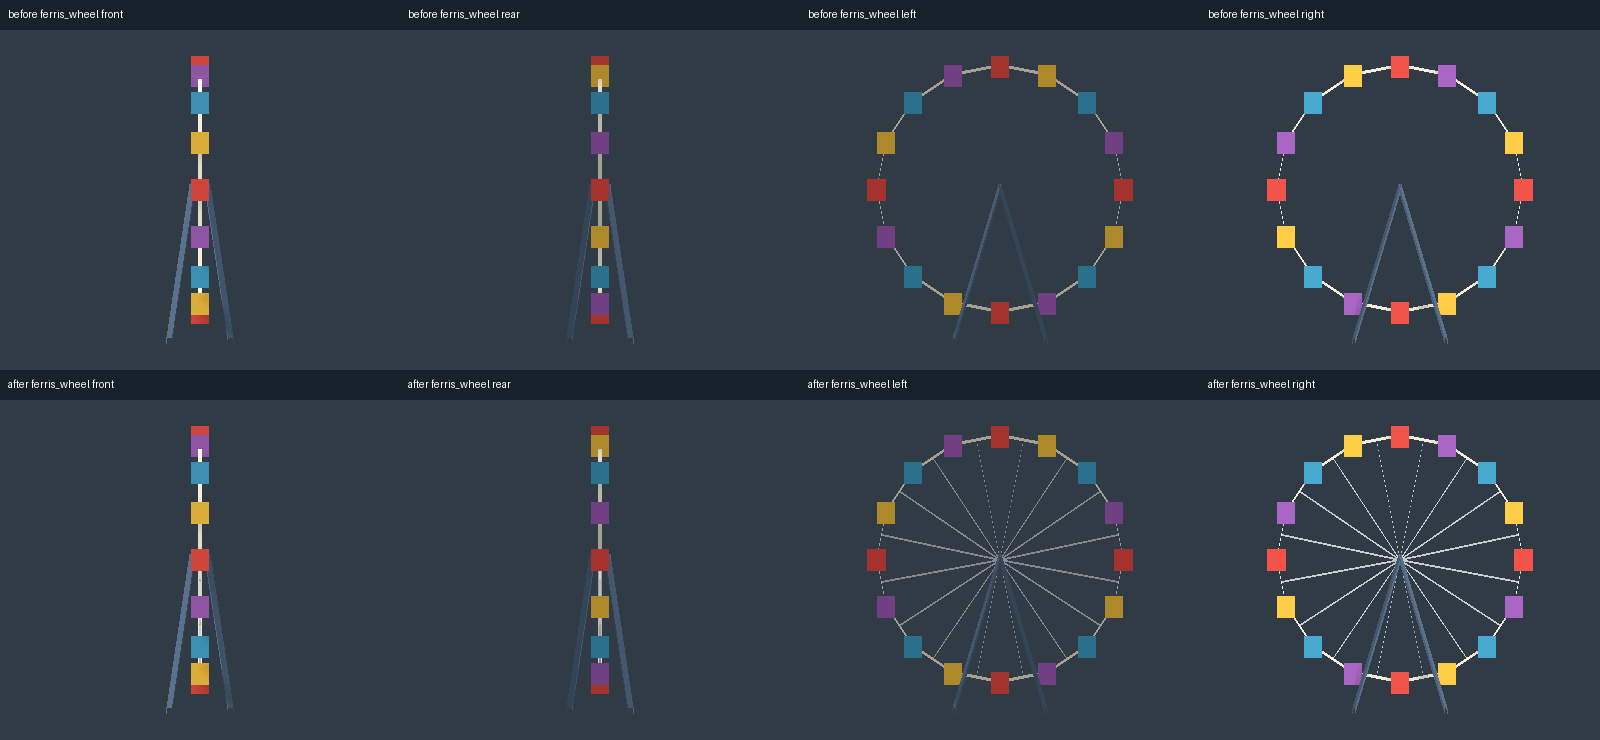 before ferris_wheel front
before ferris_wheel rear
before ferris_wheel left
before ferris_wheel right
after ferris_wheel front
after ferris_wheel rear
after ferris_wheel left
after ferris_wheel right